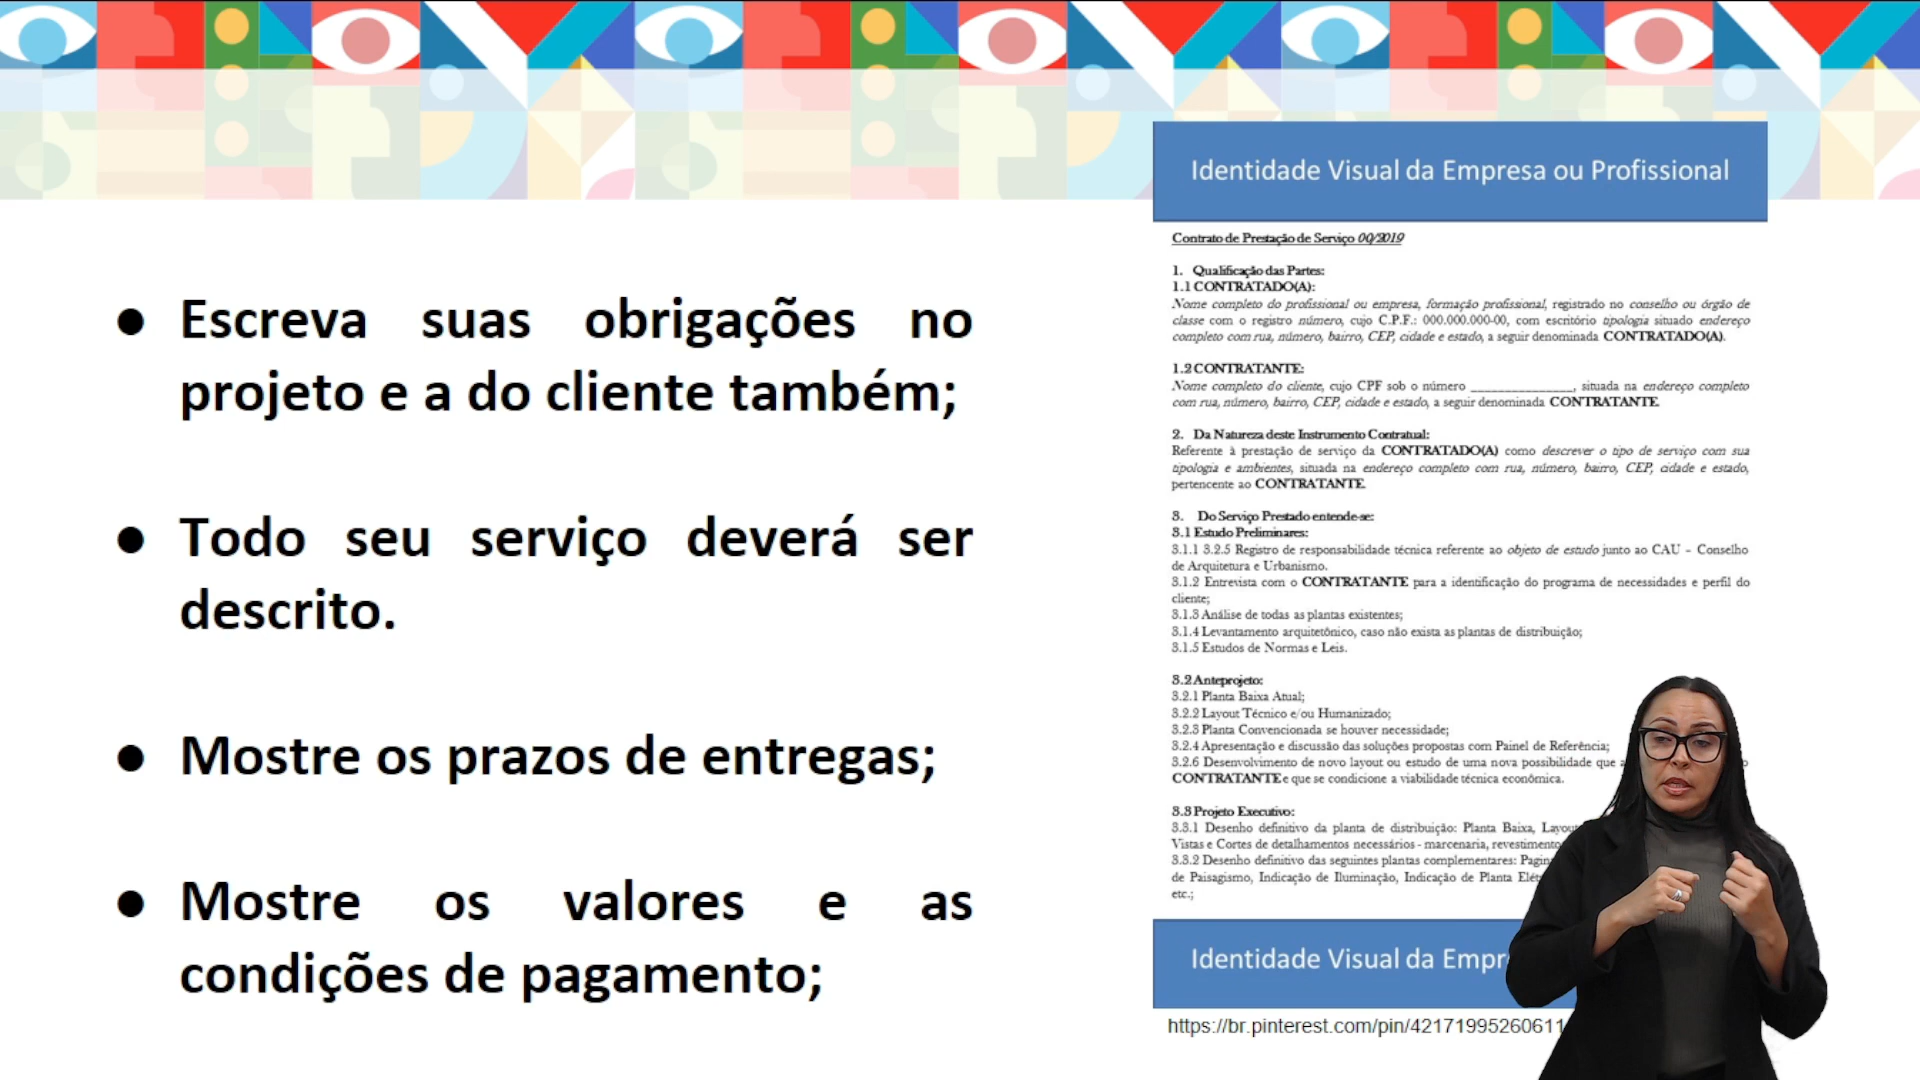 ● Escreva suas obrigações no
projeto e a do cliente também;
● Todo seu serviço deverá ser
descrito.
● Mostre os prazos de entregas;
● Mostre os valores e as
condições de pagamento;
Identidade Visual da Empresa ou Profissional
Contrato de Prestação de Serviço 00/2019
1. Qualificação das Partes:
1.1 CONTRATADO(A):
Nome completo do profissional ou empresa, formação profissional, registrado no conselho ou órgão de
classe com o registro número, cujo C.P.F.: 000.000.000-00, com escritório tipologia situado endereço
completo com rua, número, bairro, CEP, cidade e estado, a seguir denominada CONTRATADO(A).
1.2 CONTRATANTE:
Nome completo do cliente, cujo CPF sob o número _______________, situada na endereço completo
com rua, número, bairro, CEP, cidade e estado, a seguir denominada CONTRATANTE.
2. Da Natureza deste Instrumento Contratual:
Referente à prestação de serviço da CONTRATADO(A) como descrever o tipo de serviço com sua
tipologia e ambientes, situada na endereço completo com rua, número, bairro, CEP, cidade e estado,
pertencente ao CONTRATANTE.
3. Do Serviço Prestado entende-se:
3.1 Estudo Preliminares:
3.1.1 3.2.5 Registro de responsabilidade técnica referente ao objeto de estudo junto ao CAU – Conselho
de Arquitetura e Urbanismo.
3.1.2 Entrevista com o CONTRATANTE para a identificação do programa de necessidades e perfil do
cliente;
3.1.3 Análise de todas as plantas existentes;
3.1.4 Levantamento arquitetônico, caso não exista as plantas de distribuição;
3.1.5 Estudos de Normas e Leis.
3.2 Anteprojeto:
3.2.1 Planta Baixa Atual;
3.2.2 Layout Técnico e/ou Humanizado;
3.2.3 Planta Convencionada se houver necessidade;
3.2.4 Apresentação e discussão das soluções propostas com Painel de Referência;
3.2.6 Desenvolvimento de novo layout ou estudo de uma nova possibilidade que
CONTRATANTE e que se condicione a viabilidade técnica econômica.
3.3 Projeto Executivo:
3.3.1 Desenho definitivo da planta de distribuição: Planta Baixa, Layou
Vistas e Cortes de detalhamentos necessários - marcenaria, revestimento
3.3.2 Desenho definitivo das seguintes plantas complementares: Pagin
de Paisagismo, Indicação de Iluminação, Indicação de Planta Elét
etc.;
Identidade Visual da Empr
https://br.pinterest.com/pin/42171995260611